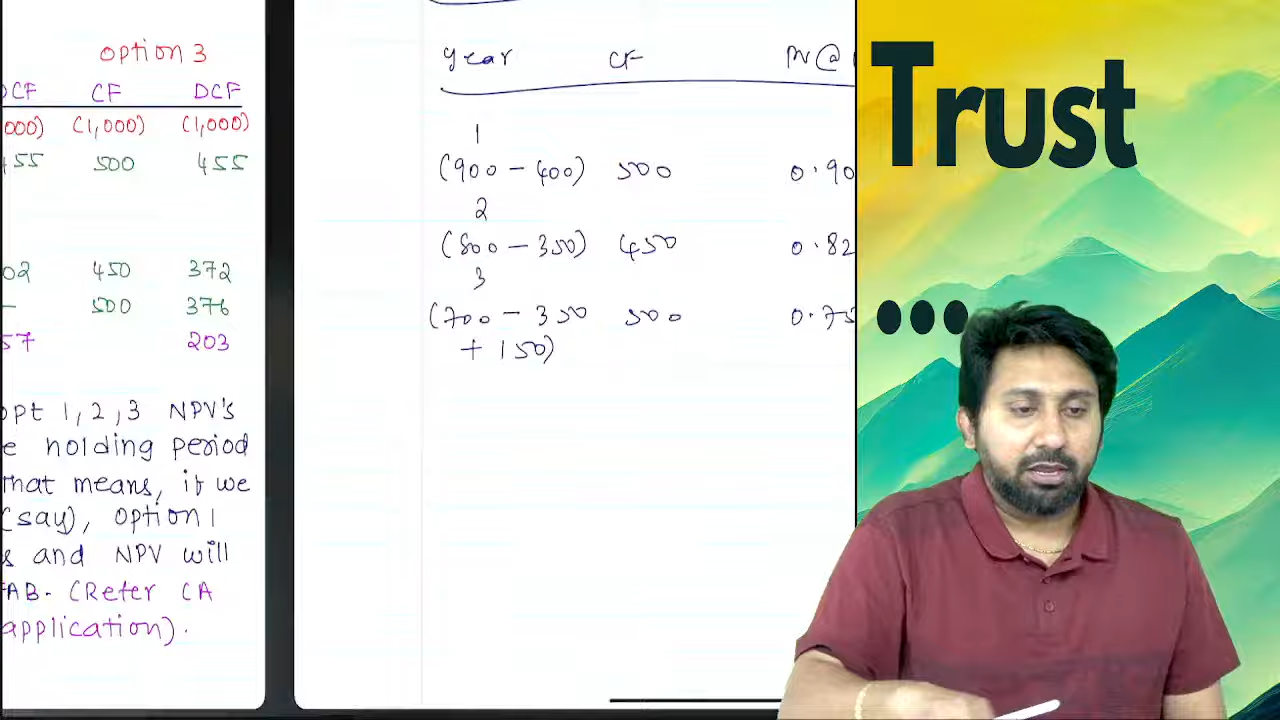 option 3
DCF CF DCF
000) (1,000) (1,000)
455 500 455
02 450 372
- 500 376
57 203
opt 1,2,3 NPV's
e holding period
that means, if we
(say), option 1
s and NPV will
AB. (Refer CA
application).
year CF PV@
1
(900 - 400) 500 0.90
2
(800 - 350) 450 0.82
3
(700 - 350 500 0.75
+ 150)
Trust
...